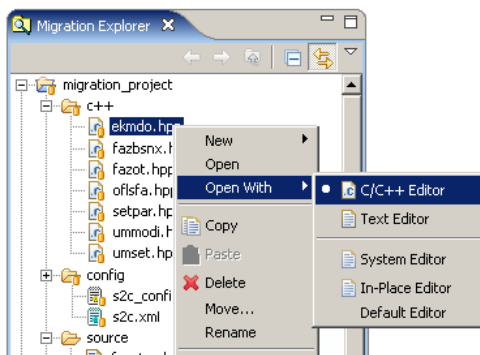 Migration Explorer
migration_project
c++
ekmdo.hpp
fazbsnx.h
fazot.hpp
oflsfa.hpp
setpar.hp
ummodi.h
umset.hp
config
s2c_confi
s2c.xml
source
New
Open
Open With
Copy
Paste
Delete
Move...
Rename
C/C++ Editor
Text Editor
System Editor
In-Place Editor
Default Editor